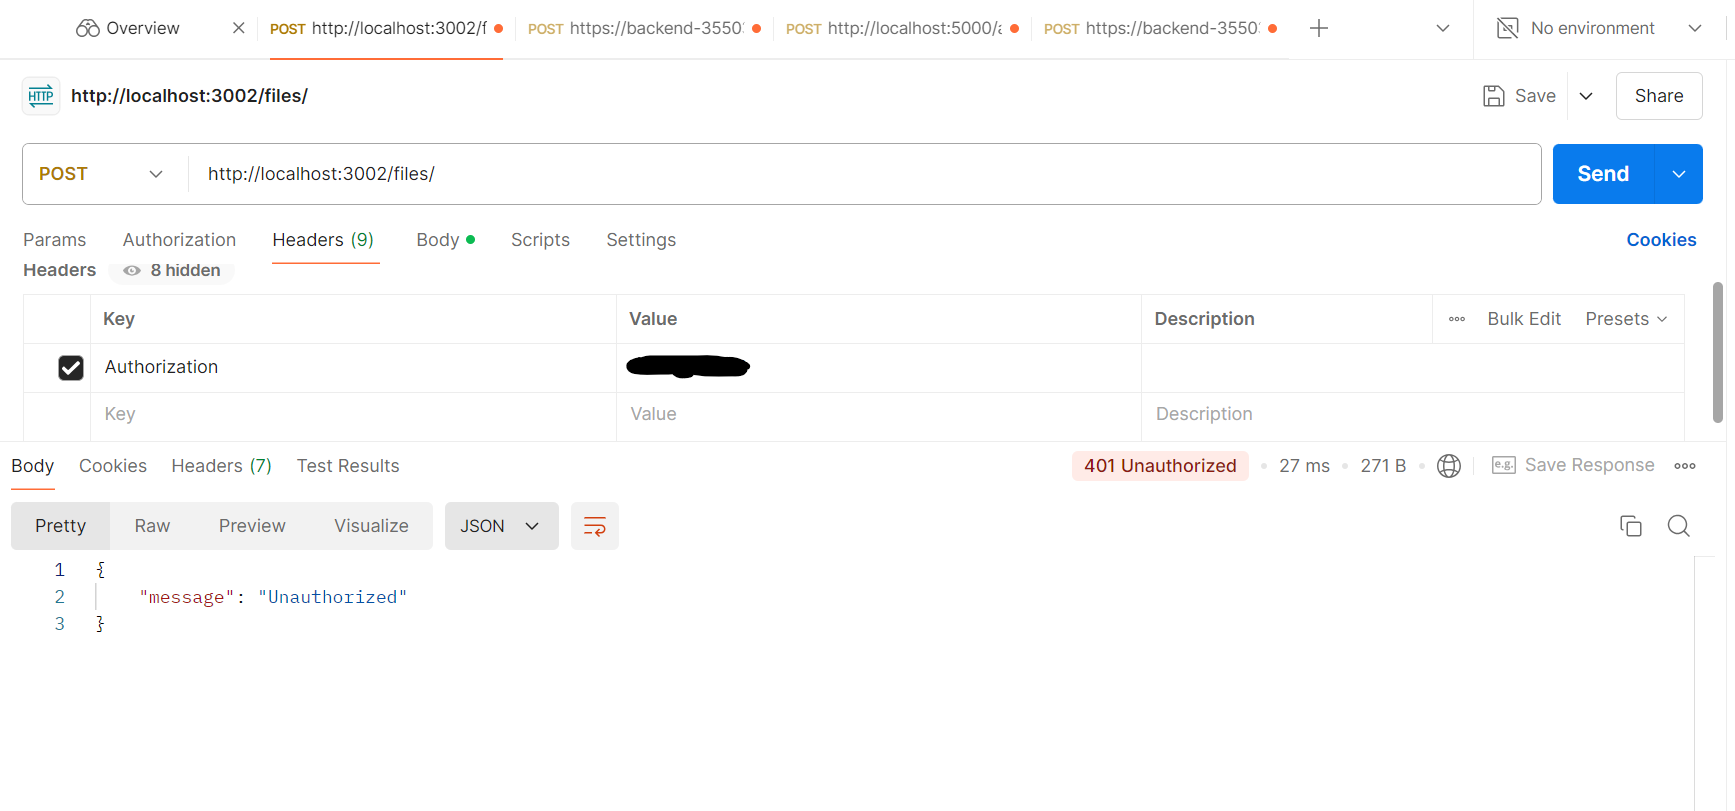 Overview POST http://localhost:3002/f POST https://backend-3550 POST http://localhost:5000/a POST https://backend-3550 No environment
HTTP http://localhost:3002/files/ Save Share
POST http://localhost:3002/files/ Send
Params Authorization Headers (9) Body Scripts Settings Cookies
Headers 8 hidden
Key Value Description Bulk Edit Presets
Authorization
Key Value Description
Body Cookies Headers (7) Test Results 401 Unauthorized 27 ms 271 B e.g. Save Response
Pretty Raw Preview Visualize JSON
1 {
2 "message": "Unauthorized"
3 }